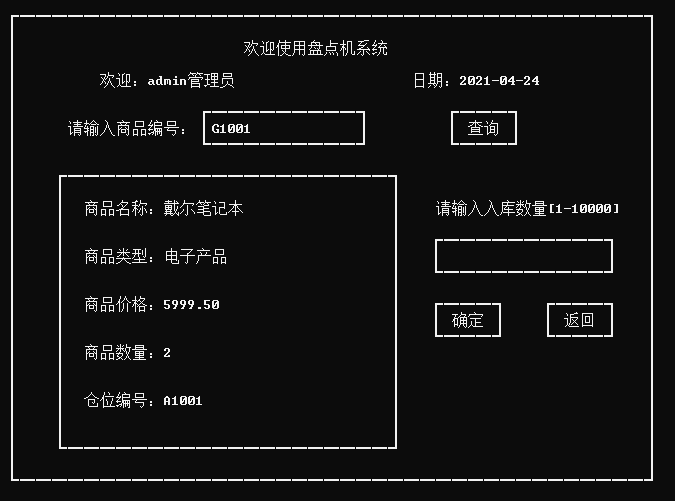 欢迎使用盘点机系统
欢迎：admin管理员 日期：2021-04-24
请输入商品编号： G1001 查询
商品名称：戴尔笔记本
请输入入库数量[1-10000]
商品类型：电子产品
商品价格：5999.50
确定 返回
商品数量：2
仓位编号：A1001